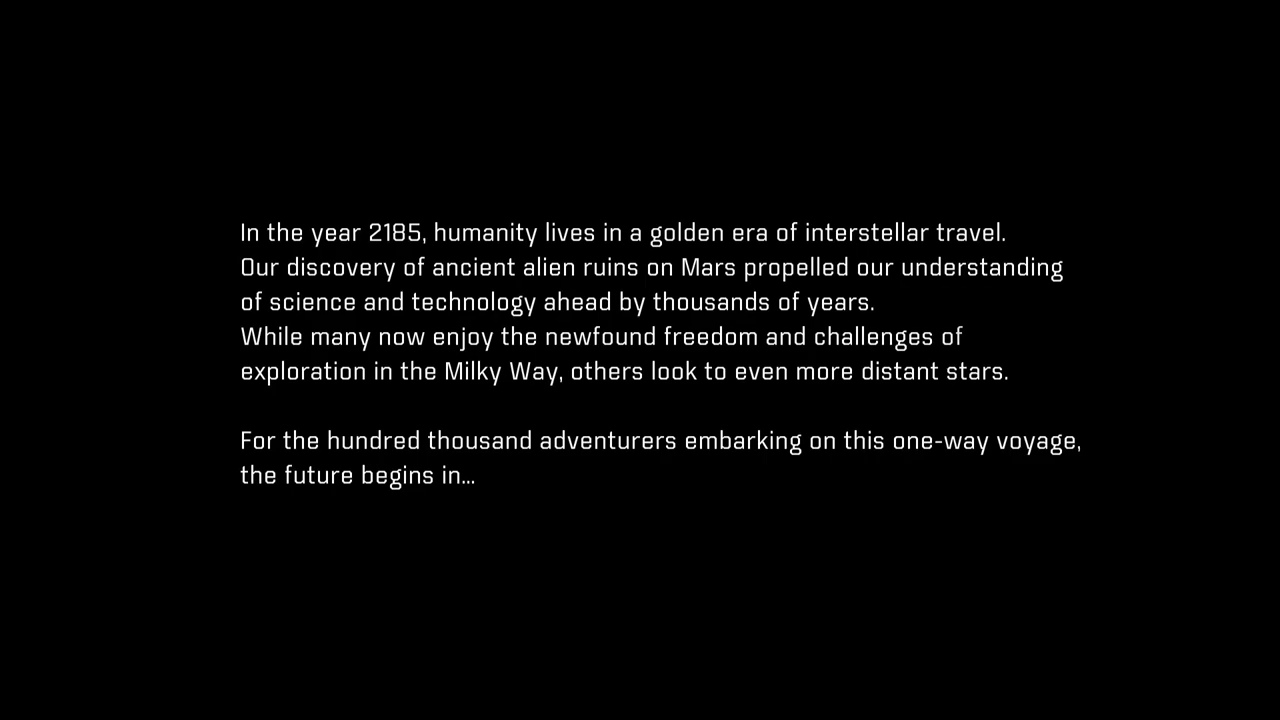 In the year 2185, humanity lives in a golden era of interstellar travel.
Our discovery of ancient alien ruins on Mars propelled our understanding
of science and technology ahead by thousands of years.
While many now enjoy the newfound freedom and challenges of
exploration in the Milky Way, others look to even more distant stars.
For the hundred thousand adventurers embarking on this one-way voyage,
the future begins in...